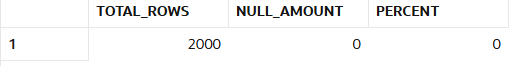 TOTAL_ROWS NULL_AMOUNT PERCENT
1 2000 0 0